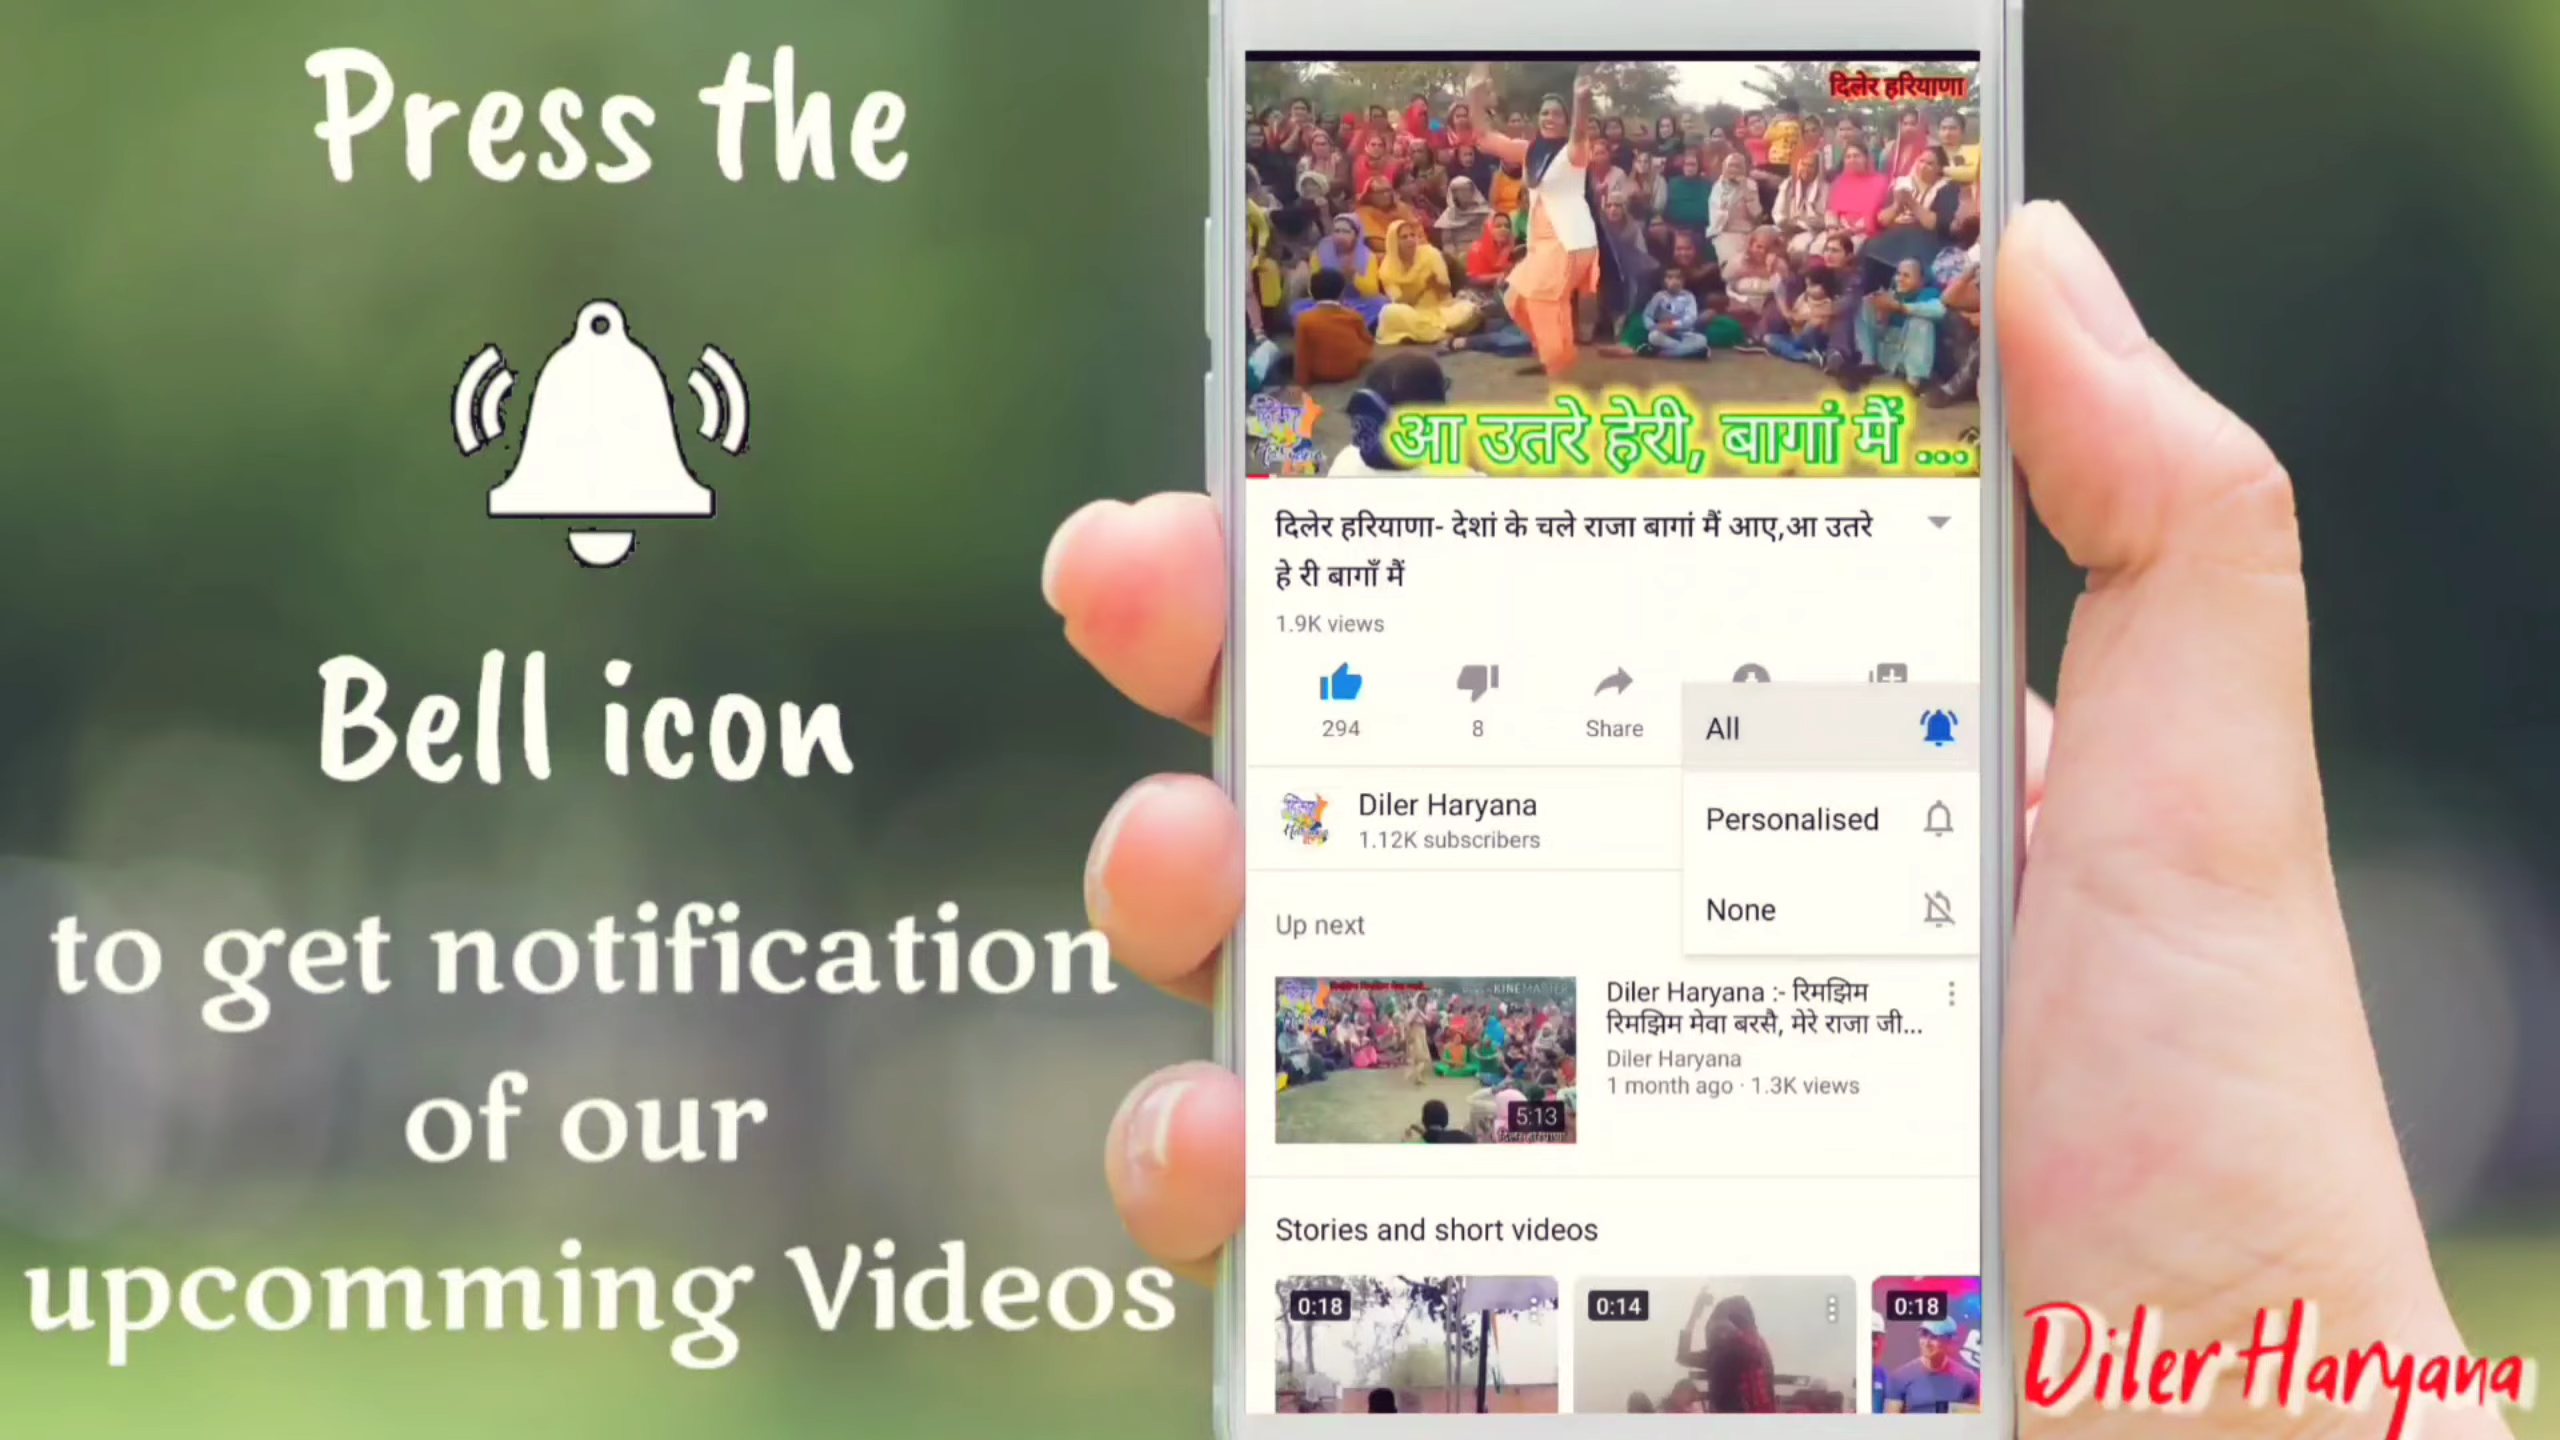 Press the
Bell icon
to get notification
of our
upcomming Videos
दिलेर हरियाणा
आ उतरे हेरी, बागां मैं ...
दिलेर हरियाणा- देशां के चले राजा बागां मैं आए,आ उतरे
हे री बागाँ मैं
1.9K views
294
8
Share
All
Personalised
None
Diler Haryana
1.12K subscribers
Up next
Diler Haryana :- रिमझिम
रिमझिम मेवा बरसै, मेरे राजा जी...
Diler Haryana
1 month ago · 1.3K views
KINEMASTER
5:13
Stories and short videos
0:18
0:14
0:18
Diler Haryana